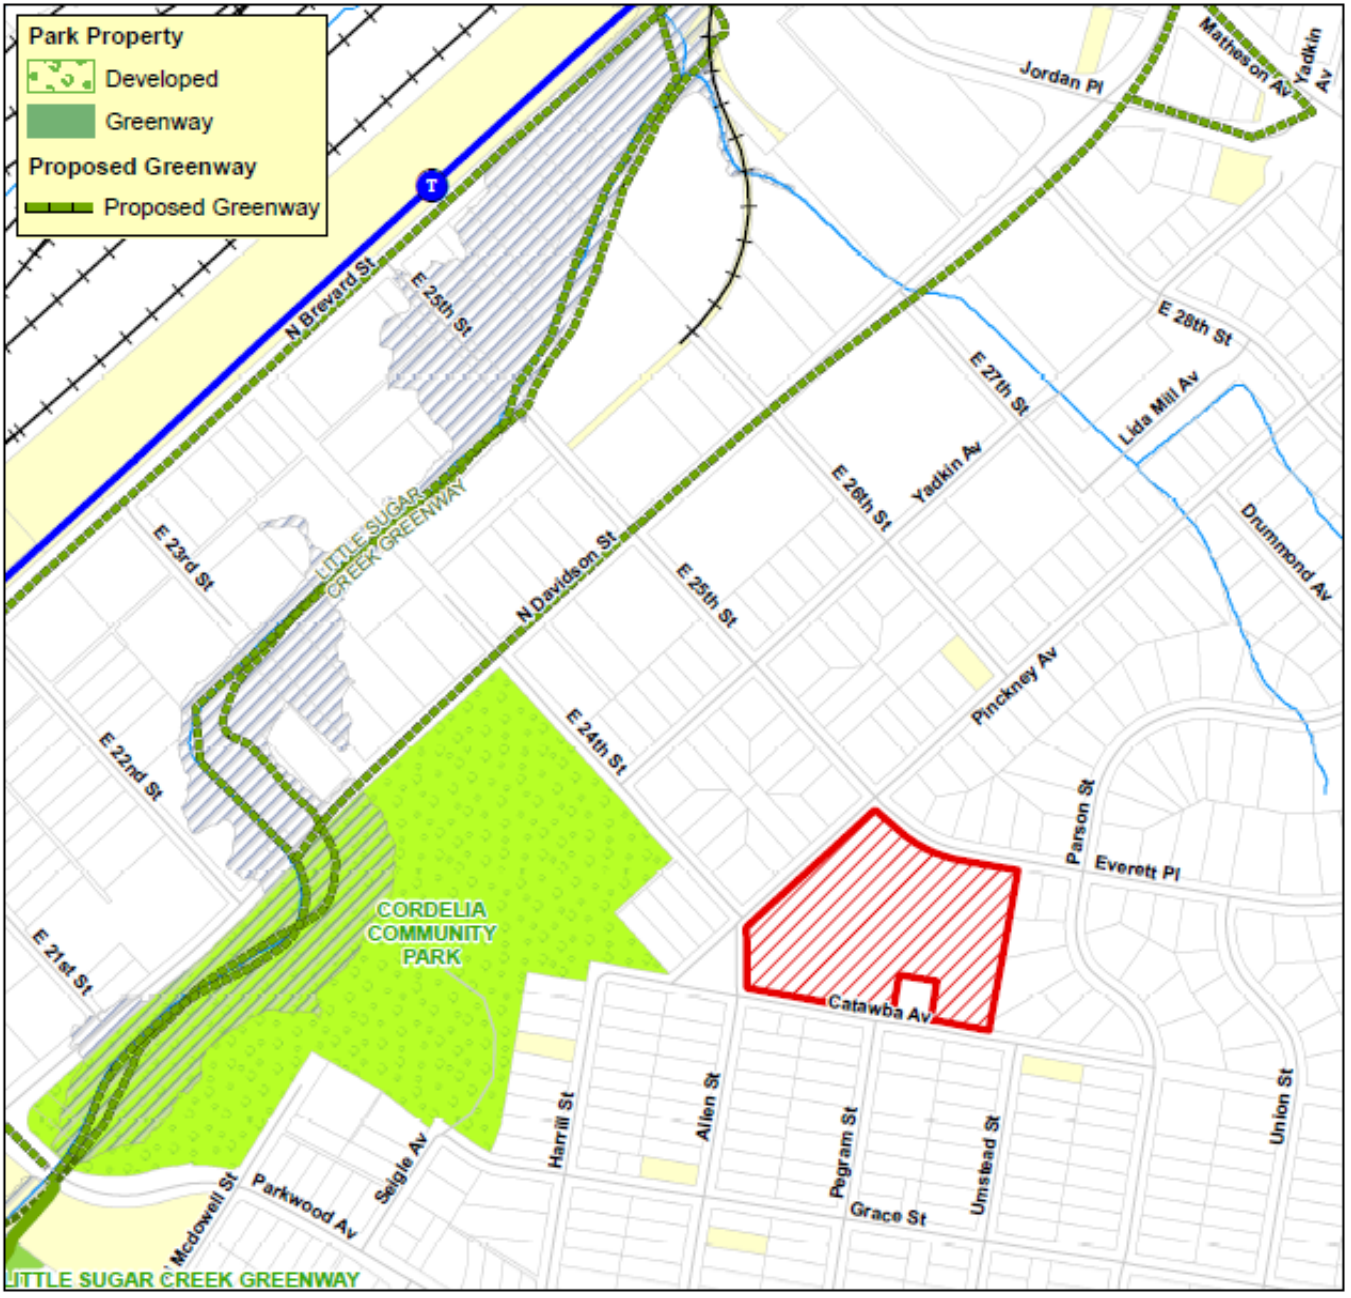 Park Property
Developed
Greenway
Proposed Greenway
Proposed Greenway
T
Matheson Av
Yadkin
Av
Jordan Pl
N Brevard St
E 25th St
E 28th St
E 27th St
Lida Mill Av
Yadkin Av
E 26th St
Drummond Av
LITTLE SUGAR
CREEK GREENWAY
E 23rd St
N Davidson St
E 25th St
Pinckney Av
E 24th St
E 22nd St
Parson St
Everett Pl
CORDELIA
COMMUNITY
PARK
E 21st St
Catawba Av
Harrill St
Allen St
Pegram St
Umstead St
Union St
Seigle Av
Parkwood Av
Mcdowell St
Grace St
LITTLE SUGAR CREEK GREENWAY